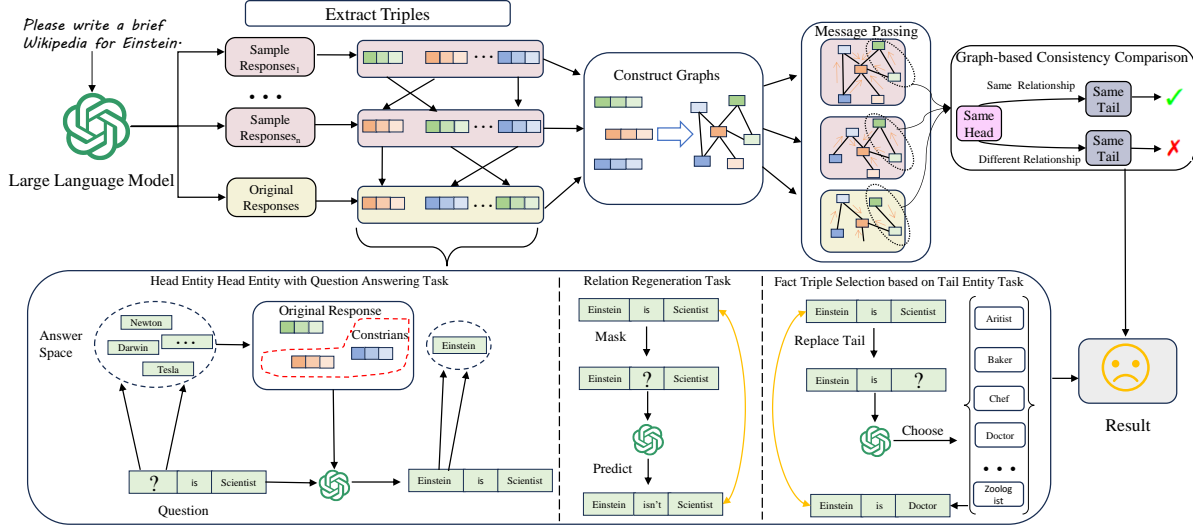 Please write a brief
Wikipedia for Einstein.
Extract Triples
Sample
Responses1
• • •
Sample
Responsesn
Original
Responses
Large Language Model
Construct Graphs
Message Passing
Graph-based Consistency Comparison
Same Relationship
Same
Head
Same
Tail
✓
Different Relationship
Same
Tail
✗
Head Entity Head Entity with Question Answering Task
Answer
Space
Newton
Darwin
• • •
Tesla
Original Response
Constrians
Einstein
? is Scientist
Question
Einstein is Scientist
Relation Regeneration Task
Einstein is Scientist
Mask
Einstein ? Scientist
Predict
Einstein isn't Scientist
Fact Triple Selection based on Tail Entity Task
Einstein is Scientist
Replace Tail
Einstein is ?
Choose
Einstein is Doctor
Aritist
Baker
Chef
Doctor
• • •
Zoolog
ist
Result